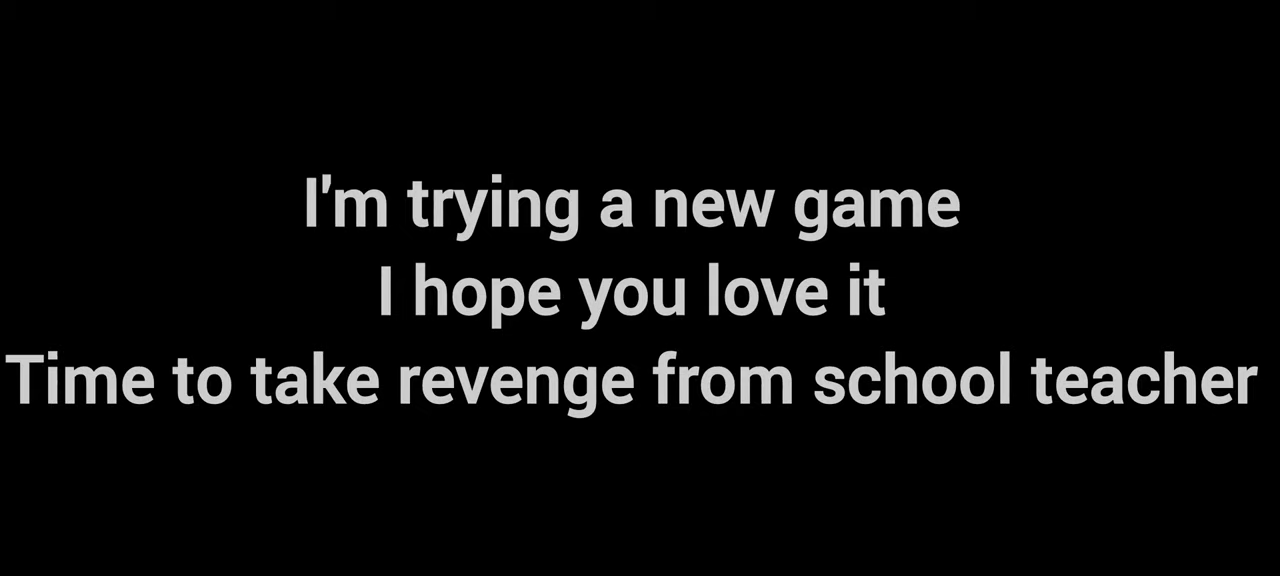 I'm trying a new game
I hope you love it
Time to take revenge from school teacher